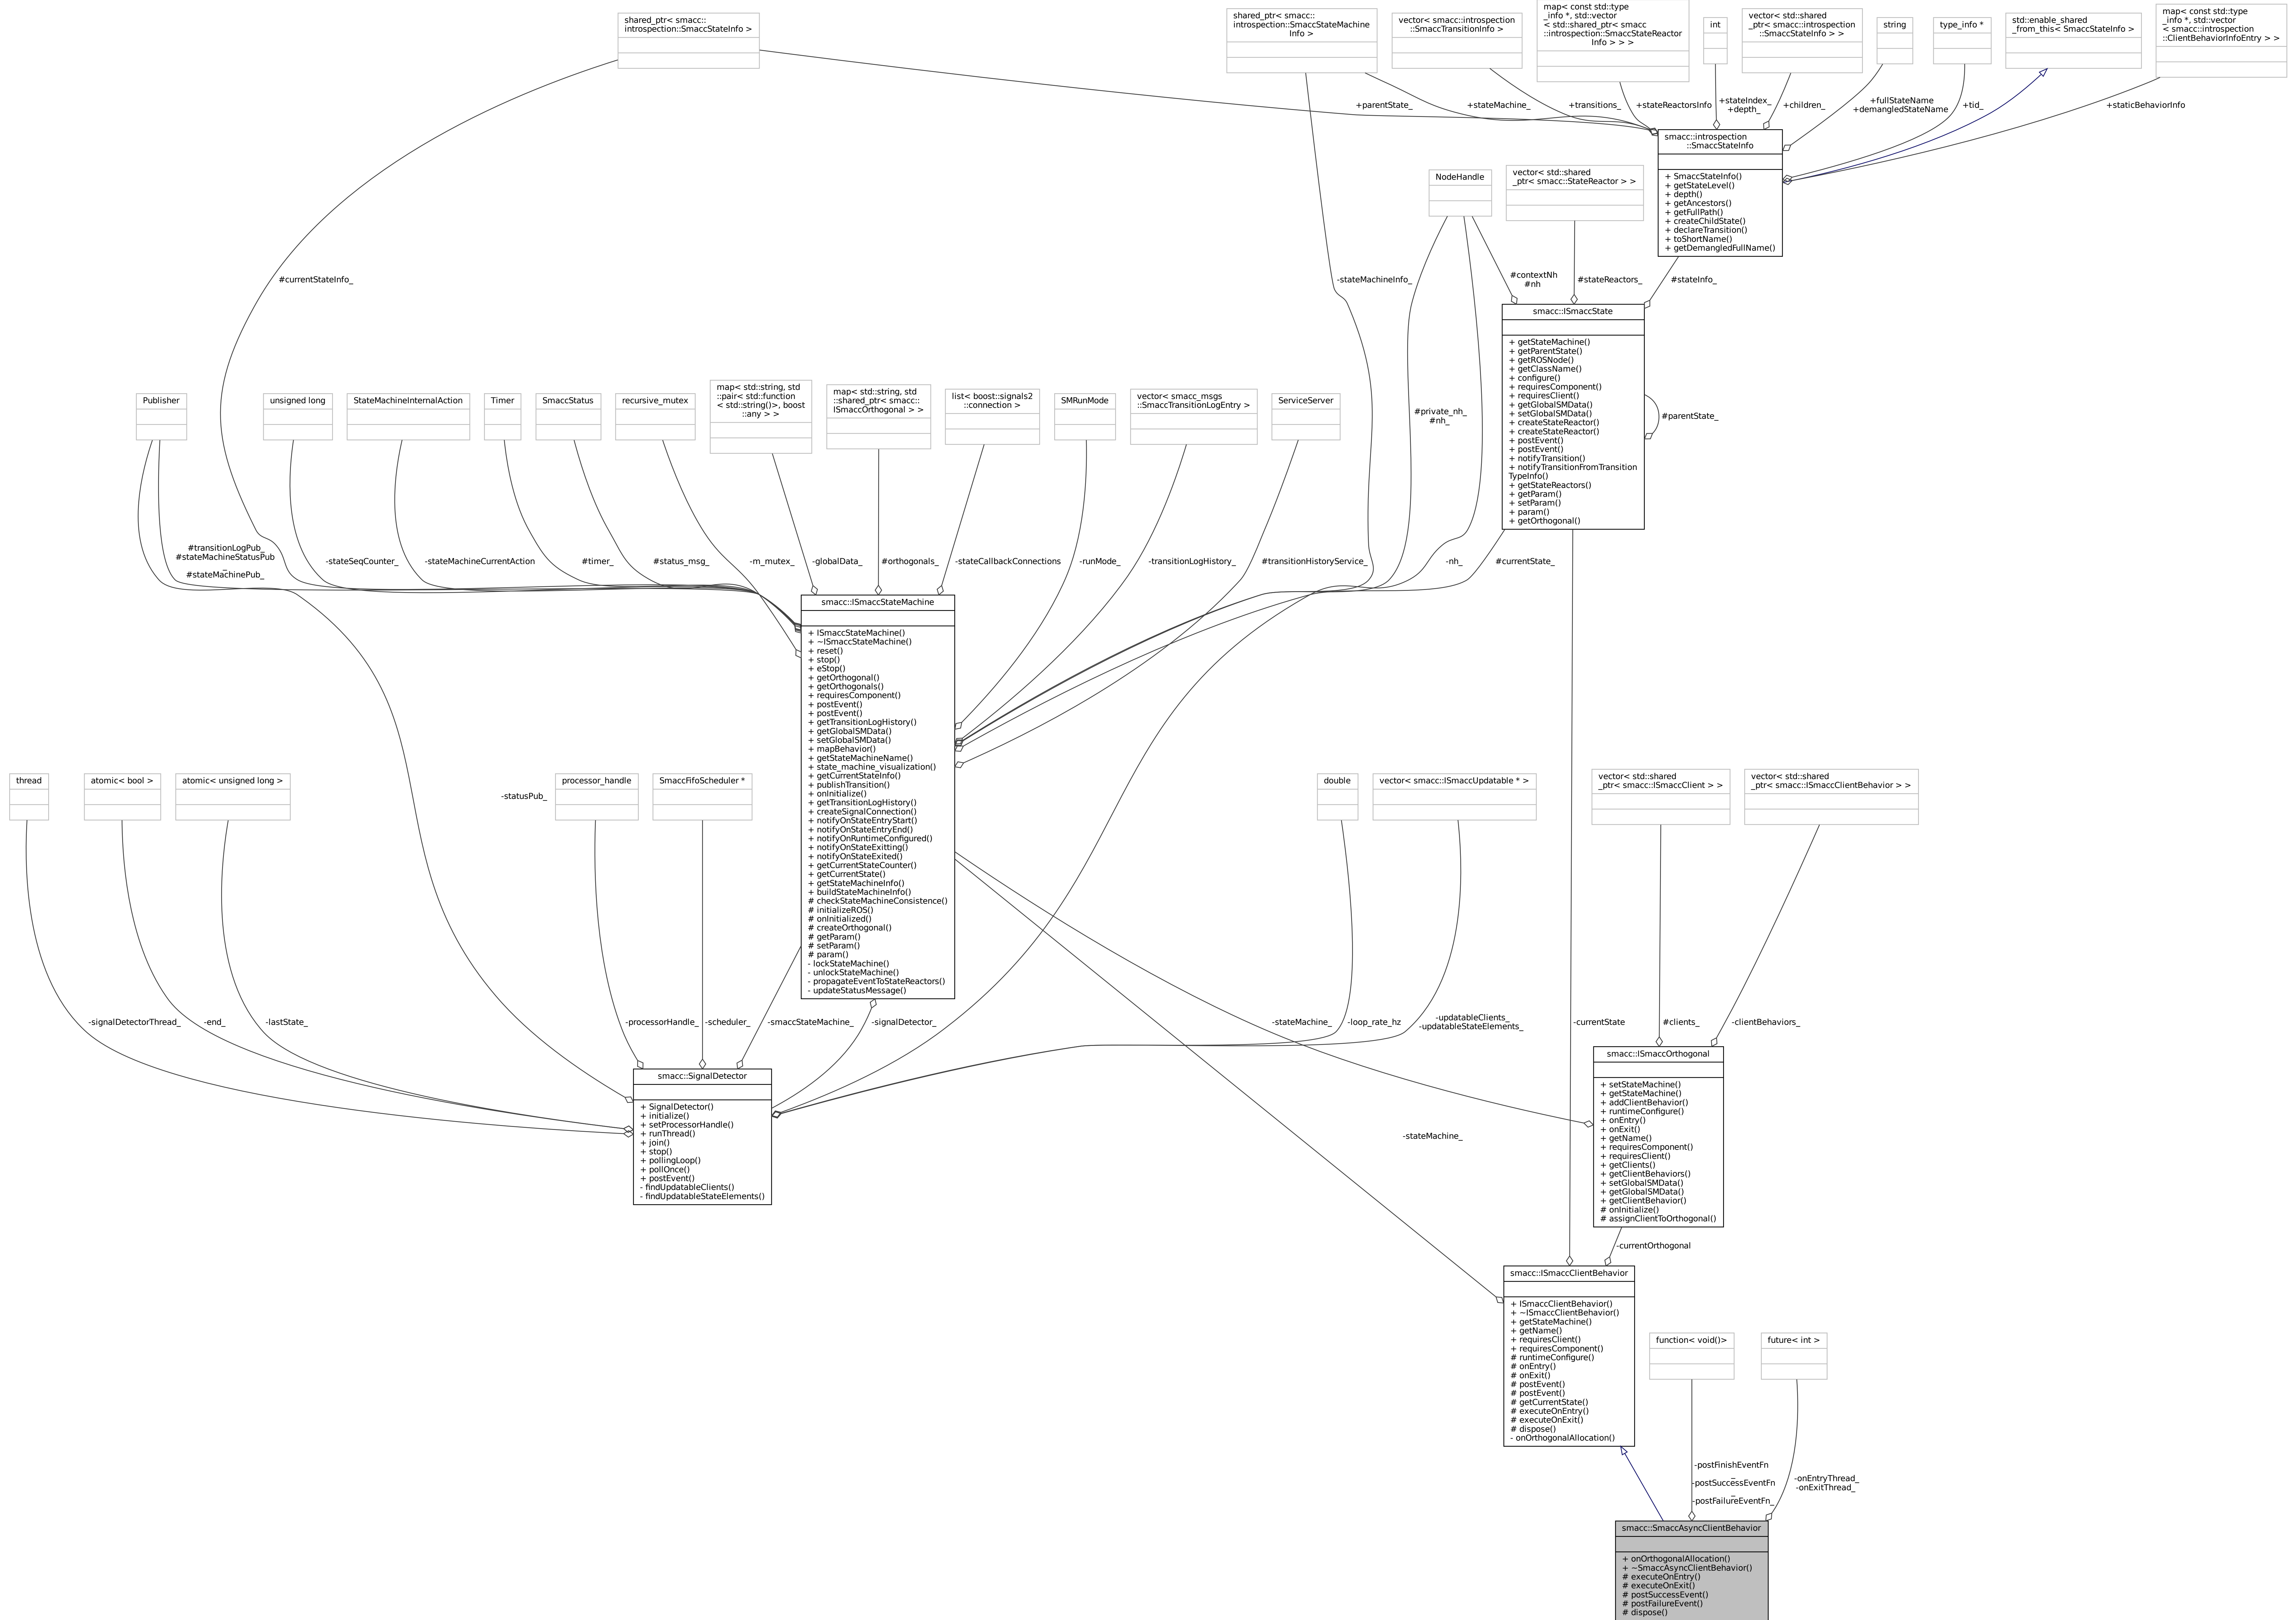 shared_ptr< smacc::
introspection::SmaccStateInfo >
shared_ptr< smacc::
introspection::SmaccStateMachine
Info >
vector< smacc::introspection
::SmaccTransitionInfo >
map< const std::type
_info *, std::vector
< std::shared_ptr< smacc
::introspection::SmaccStateReactor
Info > > >
int
vector< std::shared
_ptr< smacc::introspection
::SmaccStateInfo > >
string
type_info *
std::enable_shared
_from_this< SmaccStateInfo >
map< const std::type
_info *, std::vector
< smacc::introspection
::ClientBehaviorInfoEntry > >
+parentState_
+stateMachine_
+transitions_
+stateReactorsInfo
+stateIndex_
+depth_
+children_
+fullStateName
+demangledStateName
+tid_
+staticBehaviorInfo
smacc::introspection
::SmaccStateInfo
+ SmaccStateInfo()
+ getStateLevel()
+ depth()
+ getAncestors()
+ getFullPath()
+ createChildState()
+ declareTransition()
+ toShortName()
+ getDemangledFullName()
NodeHandle
vector< std::shared
_ptr< smacc::StateReactor > >
#currentStateInfo_
-stateMachineInfo_
#contextNh
#nh
#stateReactors_
#stateInfo_
smacc::ISmaccState
+ getStateMachine()
+ getParentState()
+ getROSNode()
+ getClassName()
+ configure()
+ requiresComponent()
+ requiresClient()
+ getGlobalSMData()
+ setGlobalSMData()
+ createStateReactor()
+ createStateReactor()
+ postEvent()
+ postEvent()
+ notifyTransition()
+ notifyTransitionFromTransition
TypeInfo()
+ getStateReactors()
+ getParam()
+ setParam()
+ param()
+ getOrthogonal()
#parentState_
Publisher
unsigned long
StateMachineInternalAction
Timer
SmaccStatus
recursive_mutex
map< std::string, std
::pair< std::function
< std::string()>, boost
::any > >
map< std::string, std
::shared_ptr< smacc::
ISmaccOrthogonal > >
list< boost::signals2
::connection >
SMRunMode
vector< smacc_msgs
::SmaccTransitionLogEntry >
ServiceServer
#private_nh_
#nh_
#transitionLogPub_
#stateMachineStatusPub
_
#stateMachinePub_
-stateSeqCounter_
-stateMachineCurrentAction
#timer_
#status_msg_
-m_mutex_
-globalData_
#orthogonals_
-stateCallbackConnections
-runMode_
-transitionLogHistory_
#transitionHistoryService_
-nh_
#currentState_
smacc::ISmaccStateMachine
+ ISmaccStateMachine()
+ ~ISmaccStateMachine()
+ reset()
+ stop()
+ eStop()
+ getOrthogonal()
+ getOrthogonals()
+ requiresComponent()
+ postEvent()
+ postEvent()
+ getTransitionLogHistory()
+ getGlobalSMData()
+ setGlobalSMData()
+ mapBehavior()
+ getStateMachineName()
+ state_machine_visualization()
+ getCurrentStateInfo()
+ publishTransition()
+ onInitialize()
+ getTransitionLogHistory()
+ createSignalConnection()
+ notifyOnStateEntryStart()
+ notifyOnStateEntryEnd()
+ notifyOnRuntimeConfigured()
+ notifyOnStateExitting()
+ notifyOnStateExited()
+ getCurrentStateCounter()
+ getCurrentState()
+ getStateMachineInfo()
+ buildStateMachineInfo()
# checkStateMachineConsistence()
# initializeROS()
# onInitialized()
# createOrthogonal()
# getParam()
# setParam()
# param()
- lockStateMachine()
- unlockStateMachine()
- propagateEventToStateReactors()
- updateStatusMessage()
thread
atomic< bool >
atomic< unsigned long >
-statusPub_
processor_handle
SmaccFifoScheduler *
double
vector< smacc::ISmaccUpdatable * >
vector< std::shared
_ptr< smacc::ISmaccClient > >
vector< std::shared
_ptr< smacc::ISmaccClientBehavior > >
-signalDetectorThread_
-end_
-lastState_
-processorHandle_
-scheduler_
-smaccStateMachine_
-signalDetector_
-stateMachine_
-loop_rate_hz
-updatableClients_
-updatableStateElements_
-currentState
#clients_
-clientBehaviors_
smacc::SignalDetector
+ SignalDetector()
+ initialize()
+ setProcessorHandle()
+ runThread()
+ join()
+ stop()
+ pollingLoop()
+ pollOnce()
+ postEvent()
- findUpdatableClients()
- findUpdatableStateElements()
smacc::ISmaccOrthogonal
+ setStateMachine()
+ getStateMachine()
+ addClientBehavior()
+ runtimeConfigure()
+ onEntry()
+ onExit()
+ getName()
+ requiresComponent()
+ requiresClient()
+ getClients()
+ getClientBehaviors()
+ setGlobalSMData()
+ getGlobalSMData()
+ getClientBehavior()
# onInitialize()
# assignClientToOrthogonal()
-stateMachine_
-currentOrthogonal
smacc::ISmaccClientBehavior
+ ISmaccClientBehavior()
+ ~ISmaccClientBehavior()
+ getStateMachine()
+ getName()
+ requiresClient()
+ requiresComponent()
# runtimeConfigure()
# onEntry()
# onExit()
# postEvent()
# postEvent()
# getCurrentState()
# executeOnEntry()
# executeOnExit()
# dispose()
- onOrthogonalAllocation()
function< void()>
future< int >
-postFinishEventFn
_
-postSuccessEventFn
_
-postFailureEventFn_
-onEntryThread_
-onExitThread_
smacc::SmaccAsyncClientBehavior
+ onOrthogonalAllocation()
+ ~SmaccAsyncClientBehavior()
# executeOnEntry()
# executeOnExit()
# postSuccessEvent()
# postFailureEvent()
# dispose()